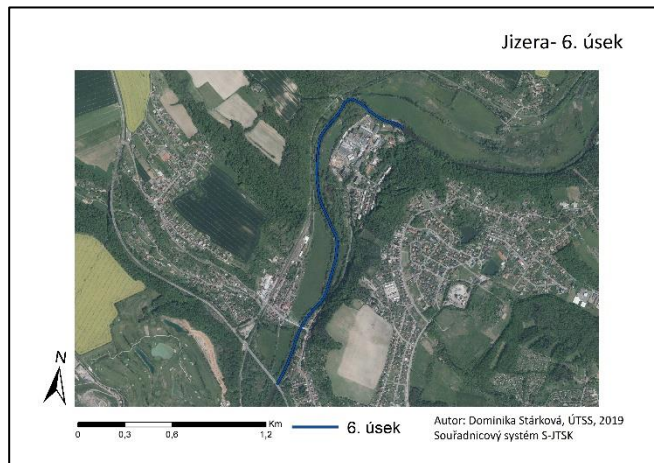 Jizera- 6. úsek
N
Km
0 0,3 0,6 1,2
6. úsek
Autor: Dominika Stárková, ÚTSS, 2019
Souřadnicový systém S-JTSK